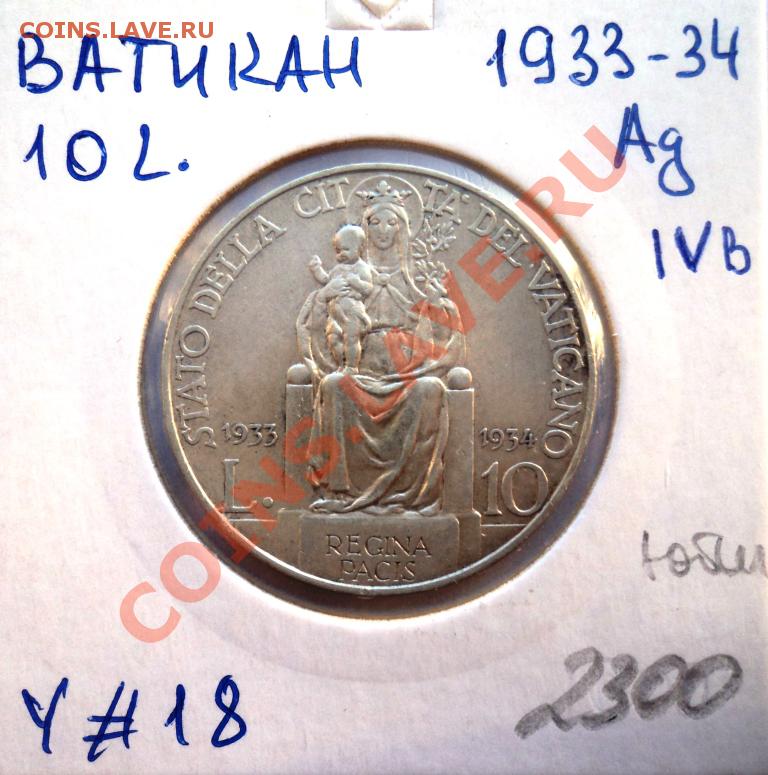 COINS.LAVE.RU
ВАТИКАН 1933-34
10 L. Ag
IVB
STATO DELLA CITTA' DEL VATICANO
1933 1934
L. 10
REGINA
PACIS
COINS.LAVE.RU
Y#18 2300